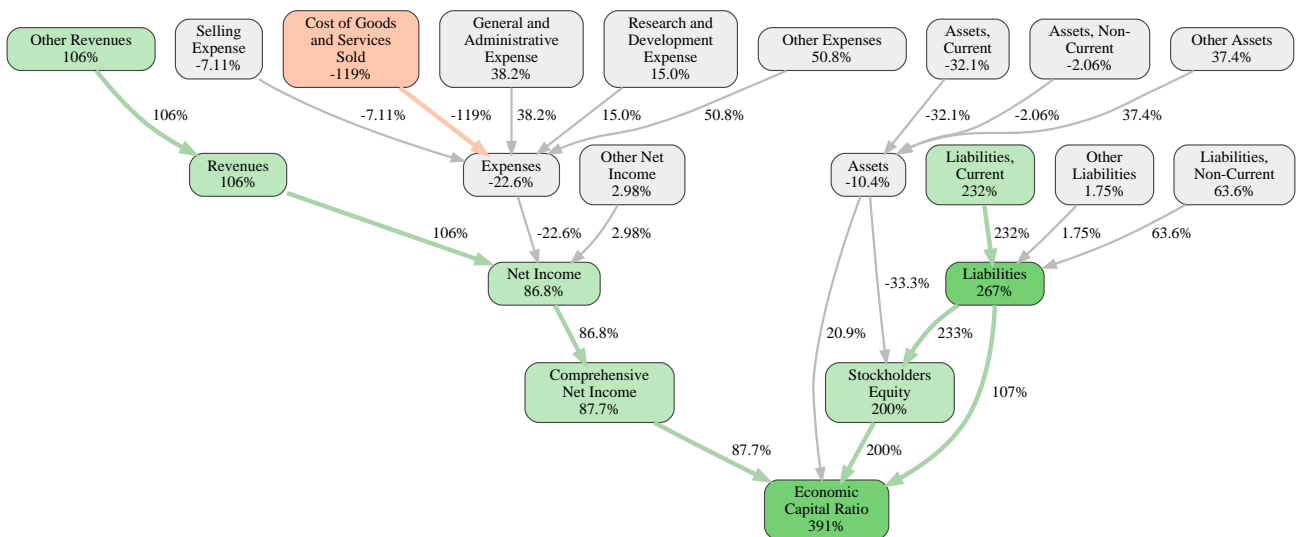 Other Revenues
106%
Selling
Expense
-7.11%
Cost of Goods
and Services
Sold
-119%
General and
Administrative
Expense
38.2%
Research and
Development
Expense
15.0%
Other Expenses
50.8%
Assets,
Current
-32.1%
Assets, Non-
Current
-2.06%
Other Assets
37.4%
106%
-7.11%
-119%
38.2%
15.0%
50.8%
-32.1%
-2.06%
37.4%
Revenues
106%
Expenses
-22.6%
Other Net
Income
2.98%
Assets
-10.4%
Liabilities,
Current
232%
Other
Liabilities
1.75%
Liabilities,
Non-Current
63.6%
106%
-22.6%
2.98%
232%
1.75%
63.6%
Net Income
86.8%
-33.3%
Liabilities
267%
86.8%
20.9%
233%
Comprehensive
Net Income
87.7%
Stockholders
Equity
200%
107%
87.7%
200%
Economic
Capital Ratio
391%